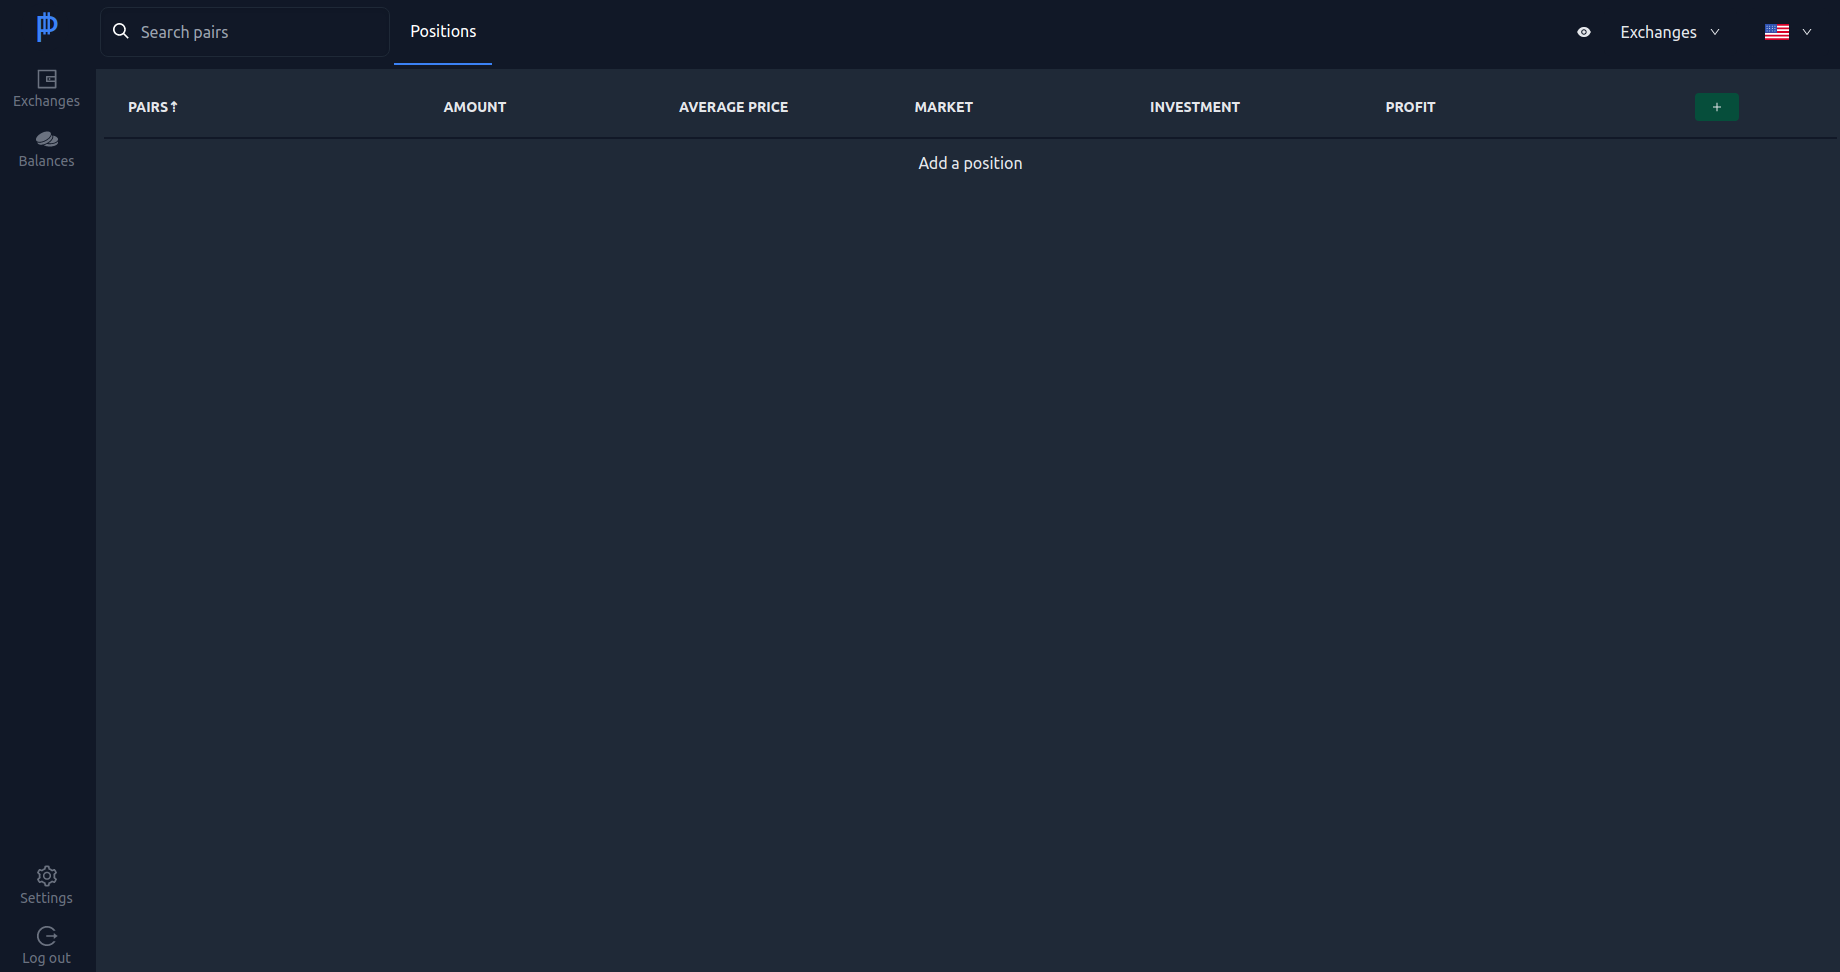 Search pairs
Positions
Exchanges
Exchanges
Balances
PAIRS↑ AMOUNT AVERAGE PRICE MARKET INVESTMENT PROFIT +
Add a position
Settings
Log out